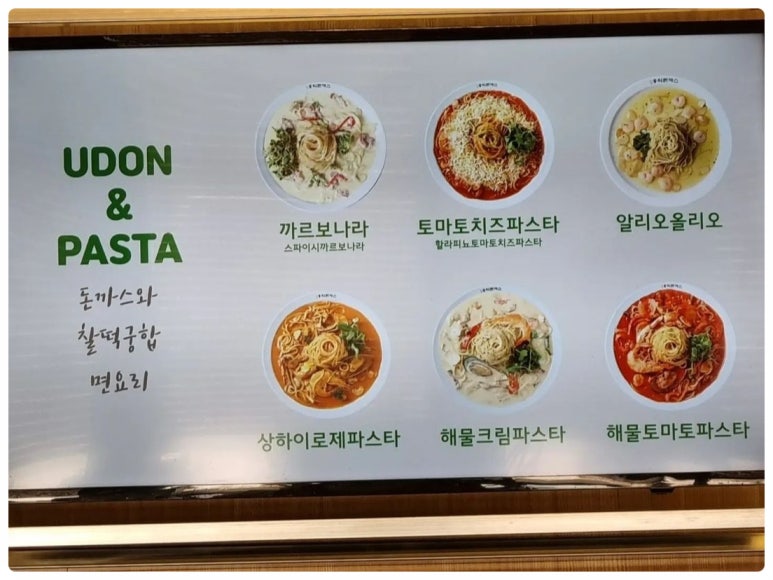 UDON
&
PASTA
돈까스와
찰떡궁합
면요리
까르보나라
스파이시까르보나라
토마토치즈파스타
할라피뇨토마토치즈파스타
알리오올리오
상하이로제파스타
해물크림파스타
해물토마토파스타